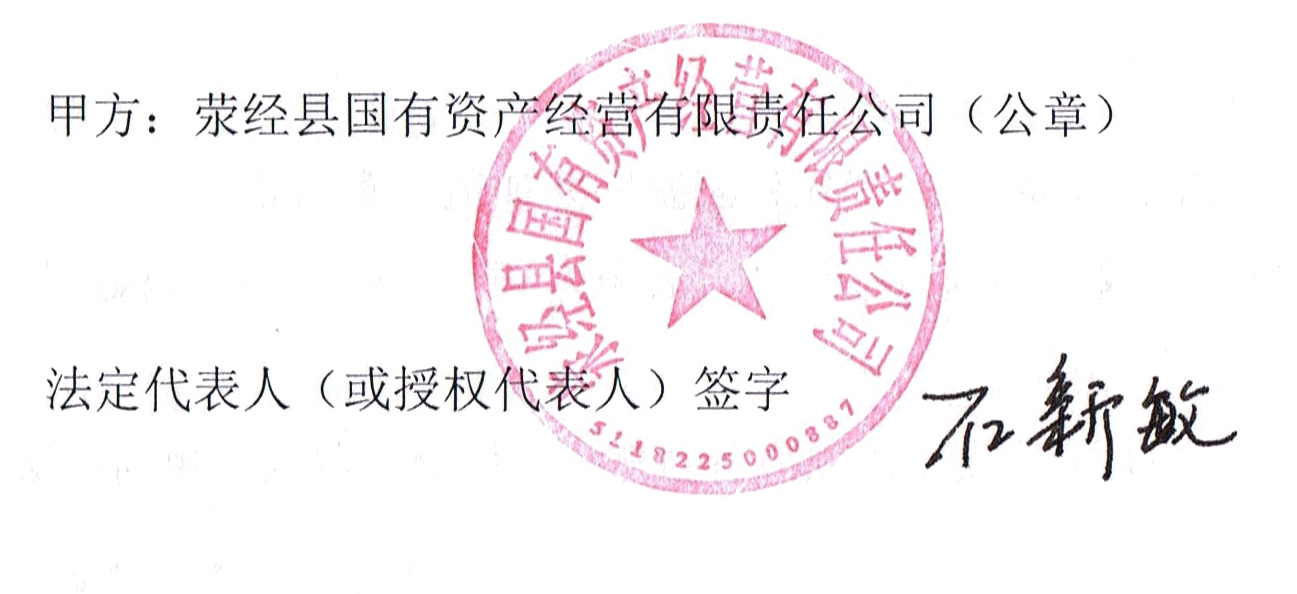 甲方：荥经县国有资产经营有限责任公司（公章）
荥经县国有资产经营有限责任公司
法定代表人（或授权代表人）签字
石新敏
5118225000887